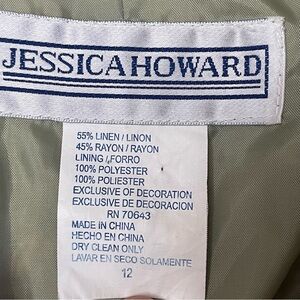 JESSICA HOWARD
55% LINEN / LINON
45% RAYON / RAYON
LINING / FORRO
100% POLYESTER
100% POLIESTER
EXCLUSIVE OF DECORATION
EXCLUSIVE DE DECORACION
RN 70643
MADE IN CHINA
HECHO EN CHINA
DRY CLEAN ONLY
LAVAR EN SECO SOLAMENTE
12